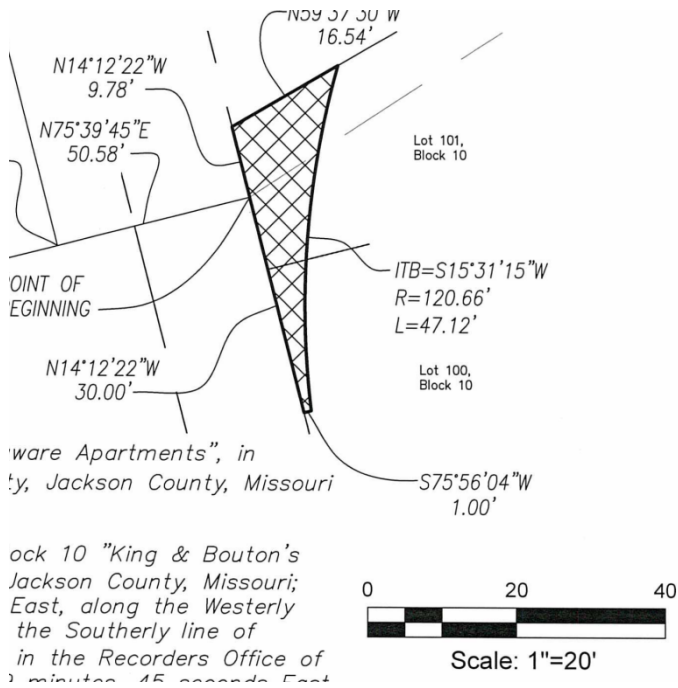 N59°37'30"W
16.54'
N14°12'22"W
9.78'
N75°39'45"E
50.58'
Lot 101,
Block 10
OINT OF
EGINNING
ITB=S15°31'15"W
R=120.66'
L=47.12'
N14°12'22"W
30.00'
Lot 100,
Block 10
ware Apartments", in
ty, Jackson County, Missouri
S75°56'04"W
1.00'
ock 10 "King & Bouton's
Jackson County, Missouri;
East, along the Westerly
the Southerly line of
in the Recorders Office of
minutes, 45 seconds East
0 20 40
Scale: 1"=20'